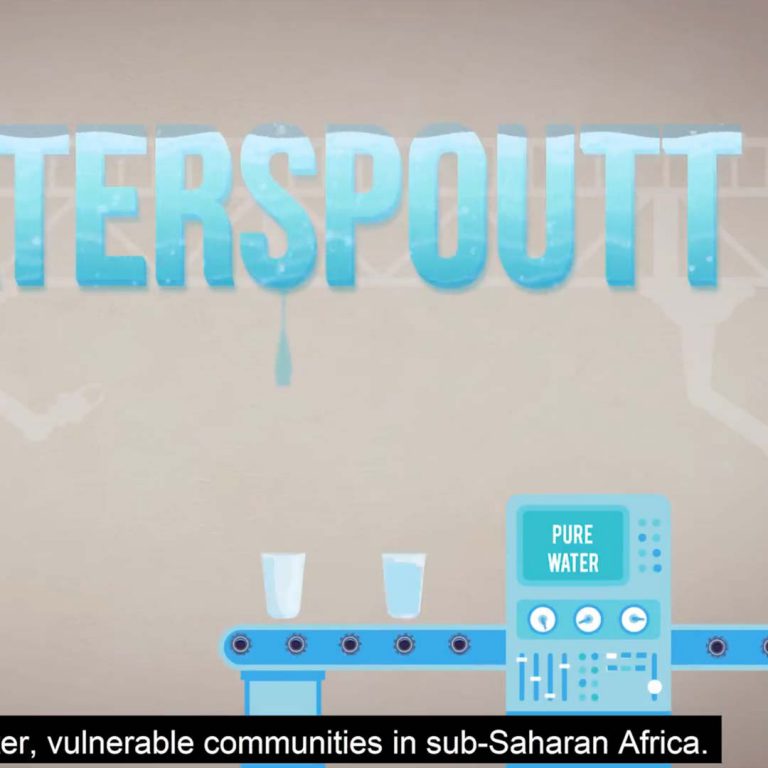 TERSPOUTT
PURE
WATER
er, vulnerable communities in sub-Saharan Africa.